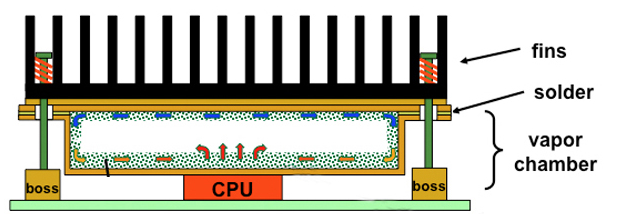 fins
solder
vapor
chamber
boss
CPU
boss